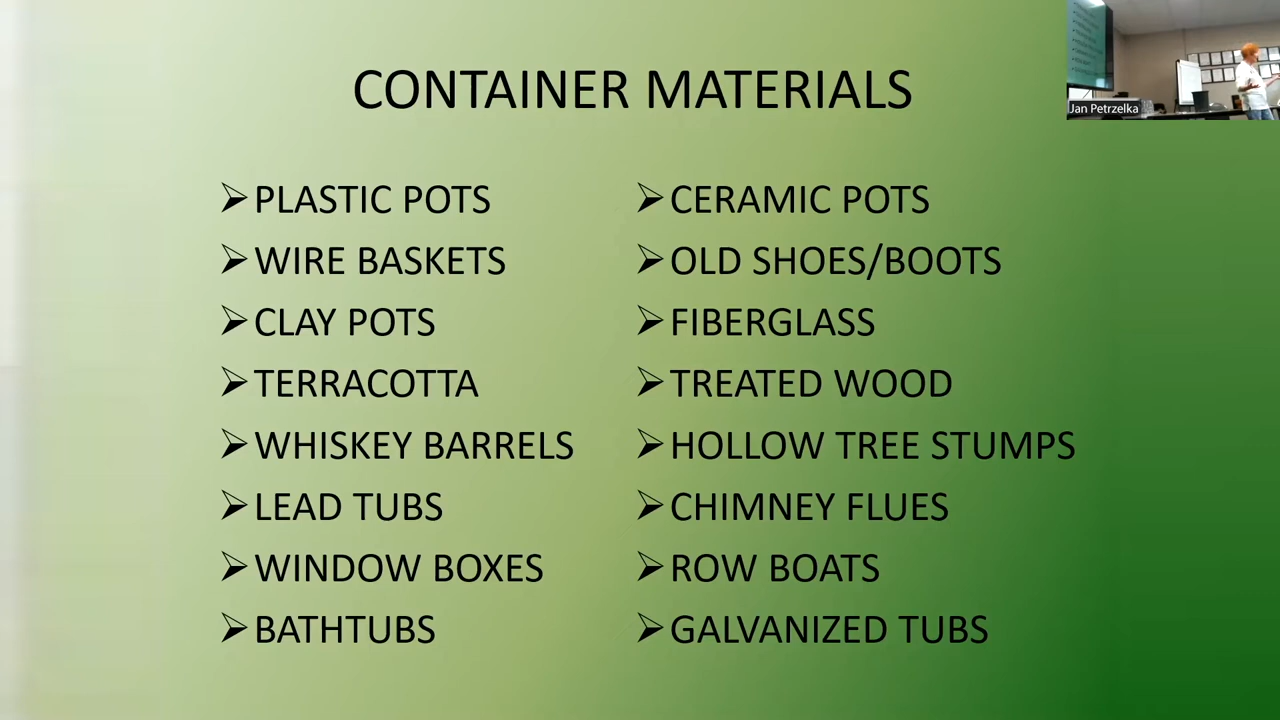 CONTAINER MATERIALS
PLASTIC POTS
WIRE BASKETS
CLAY POTS
TERRACOTTA
WHISKEY BARRELS
LEAD TUBS
WINDOW BOXES
BATHTUBS
CERAMIC POTS
OLD SHOES/BOOTS
FIBERGLASS
TREATED WOOD
HOLLOW TREE STUMPS
CHIMNEY FLUES
ROW BOATS
GALVANIZED TUBS
Jan Petrzelka